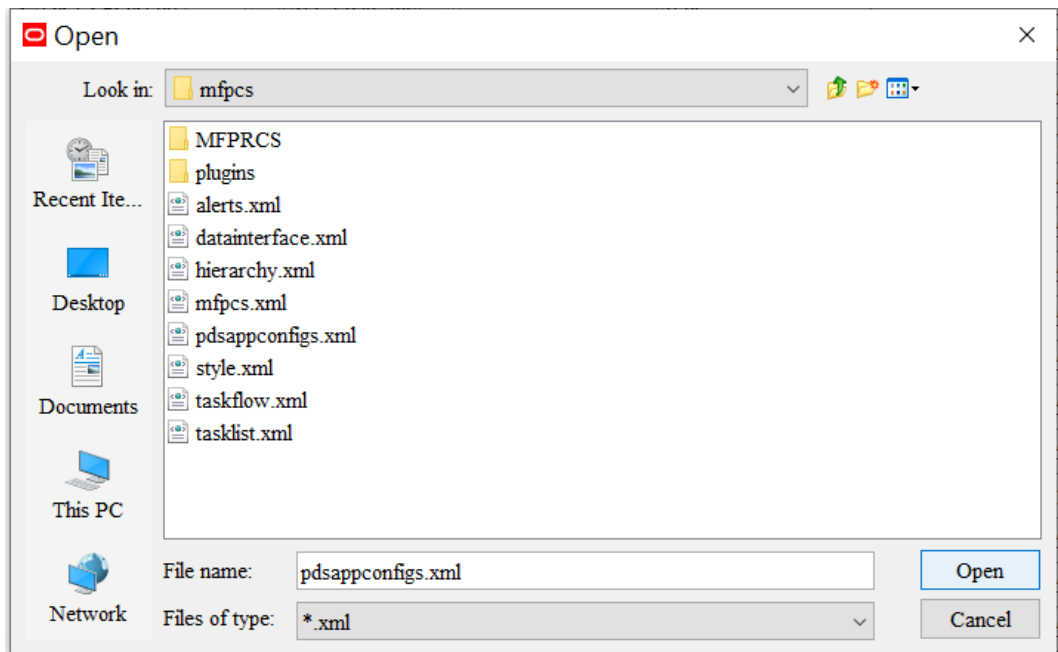 Open
Look in:
mfpcs
MFPRCS
plugins
alerts.xml
datainterface.xml
hierarchy.xml
mfpcs.xml
pdsappconfigs.xml
style.xml
taskflow.xml
tasklist.xml
Recent Ite...
Desktop
Documents
This PC
Network
File name:
pdsappconfigs.xml
Open
Files of type:
*.xml
Cancel